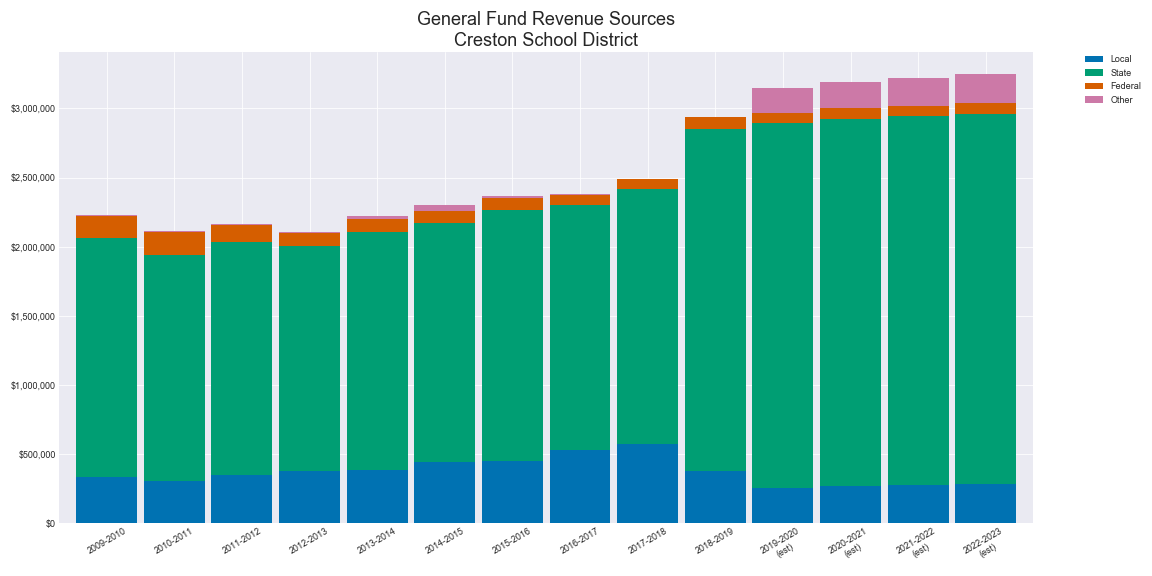 General Fund Revenue Sources
Creston School District
Local
State
Federal
Other
$3,000,000
$2,500,000
$2,000,000
$1,500,000
$1,000,000
$500,000
$0
2009-2010
2010-2011
2011-2012
2012-2013
2013-2014
2014-2015
2015-2016
2016-2017
2017-2018
2018-2019
2019-2020
(est)
2020-2021
(est)
2021-2022
(est)
2022-2023
(est)